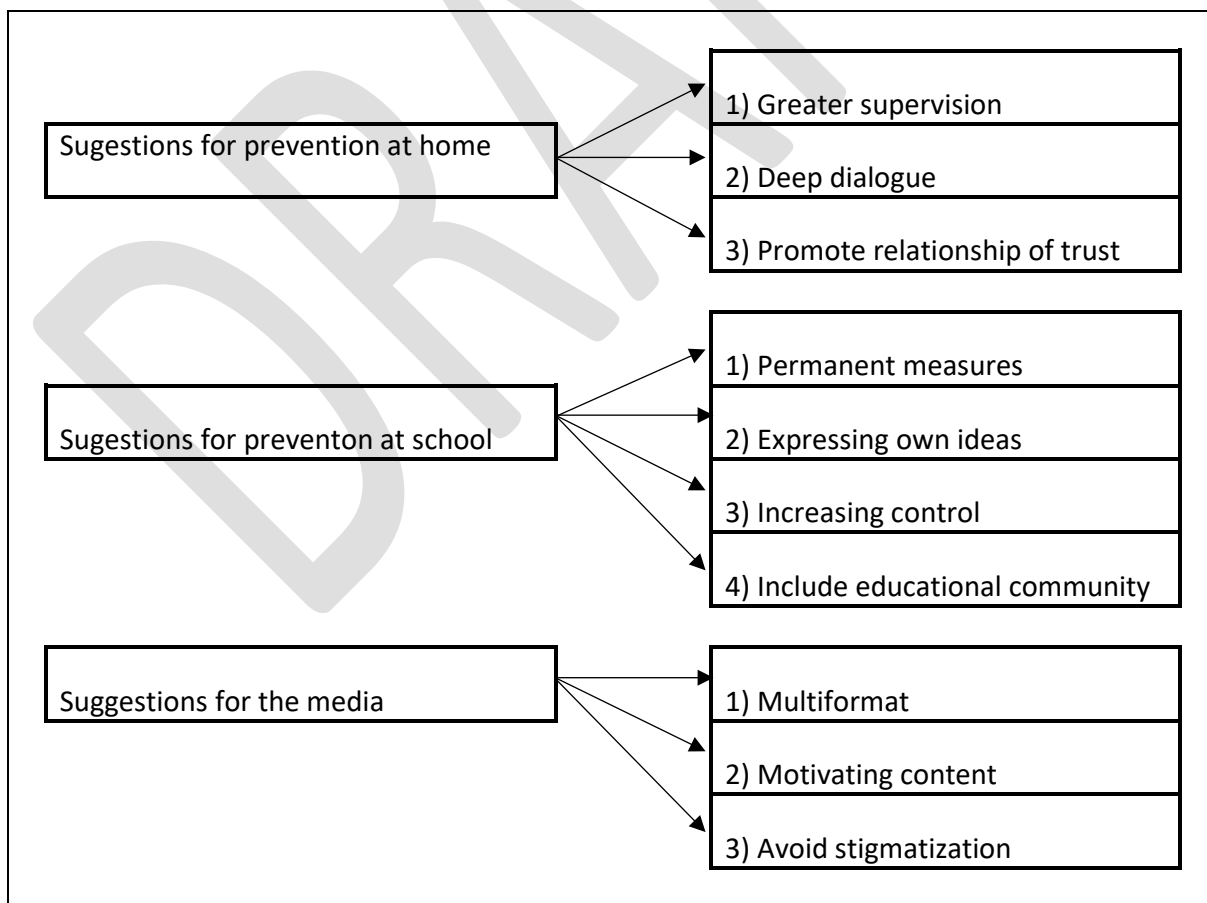 Sugestions for prevention at home
1) Greater supervision
2) Deep dialogue
3) Promote relationship of trust
Sugestions for preventon at school
1) Permanent measures
2) Expressing own ideas
3) Increasing control
4) Include educational community
Suggestions for the media
1) Multiformat
2) Motivating content
3) Avoid stigmatization